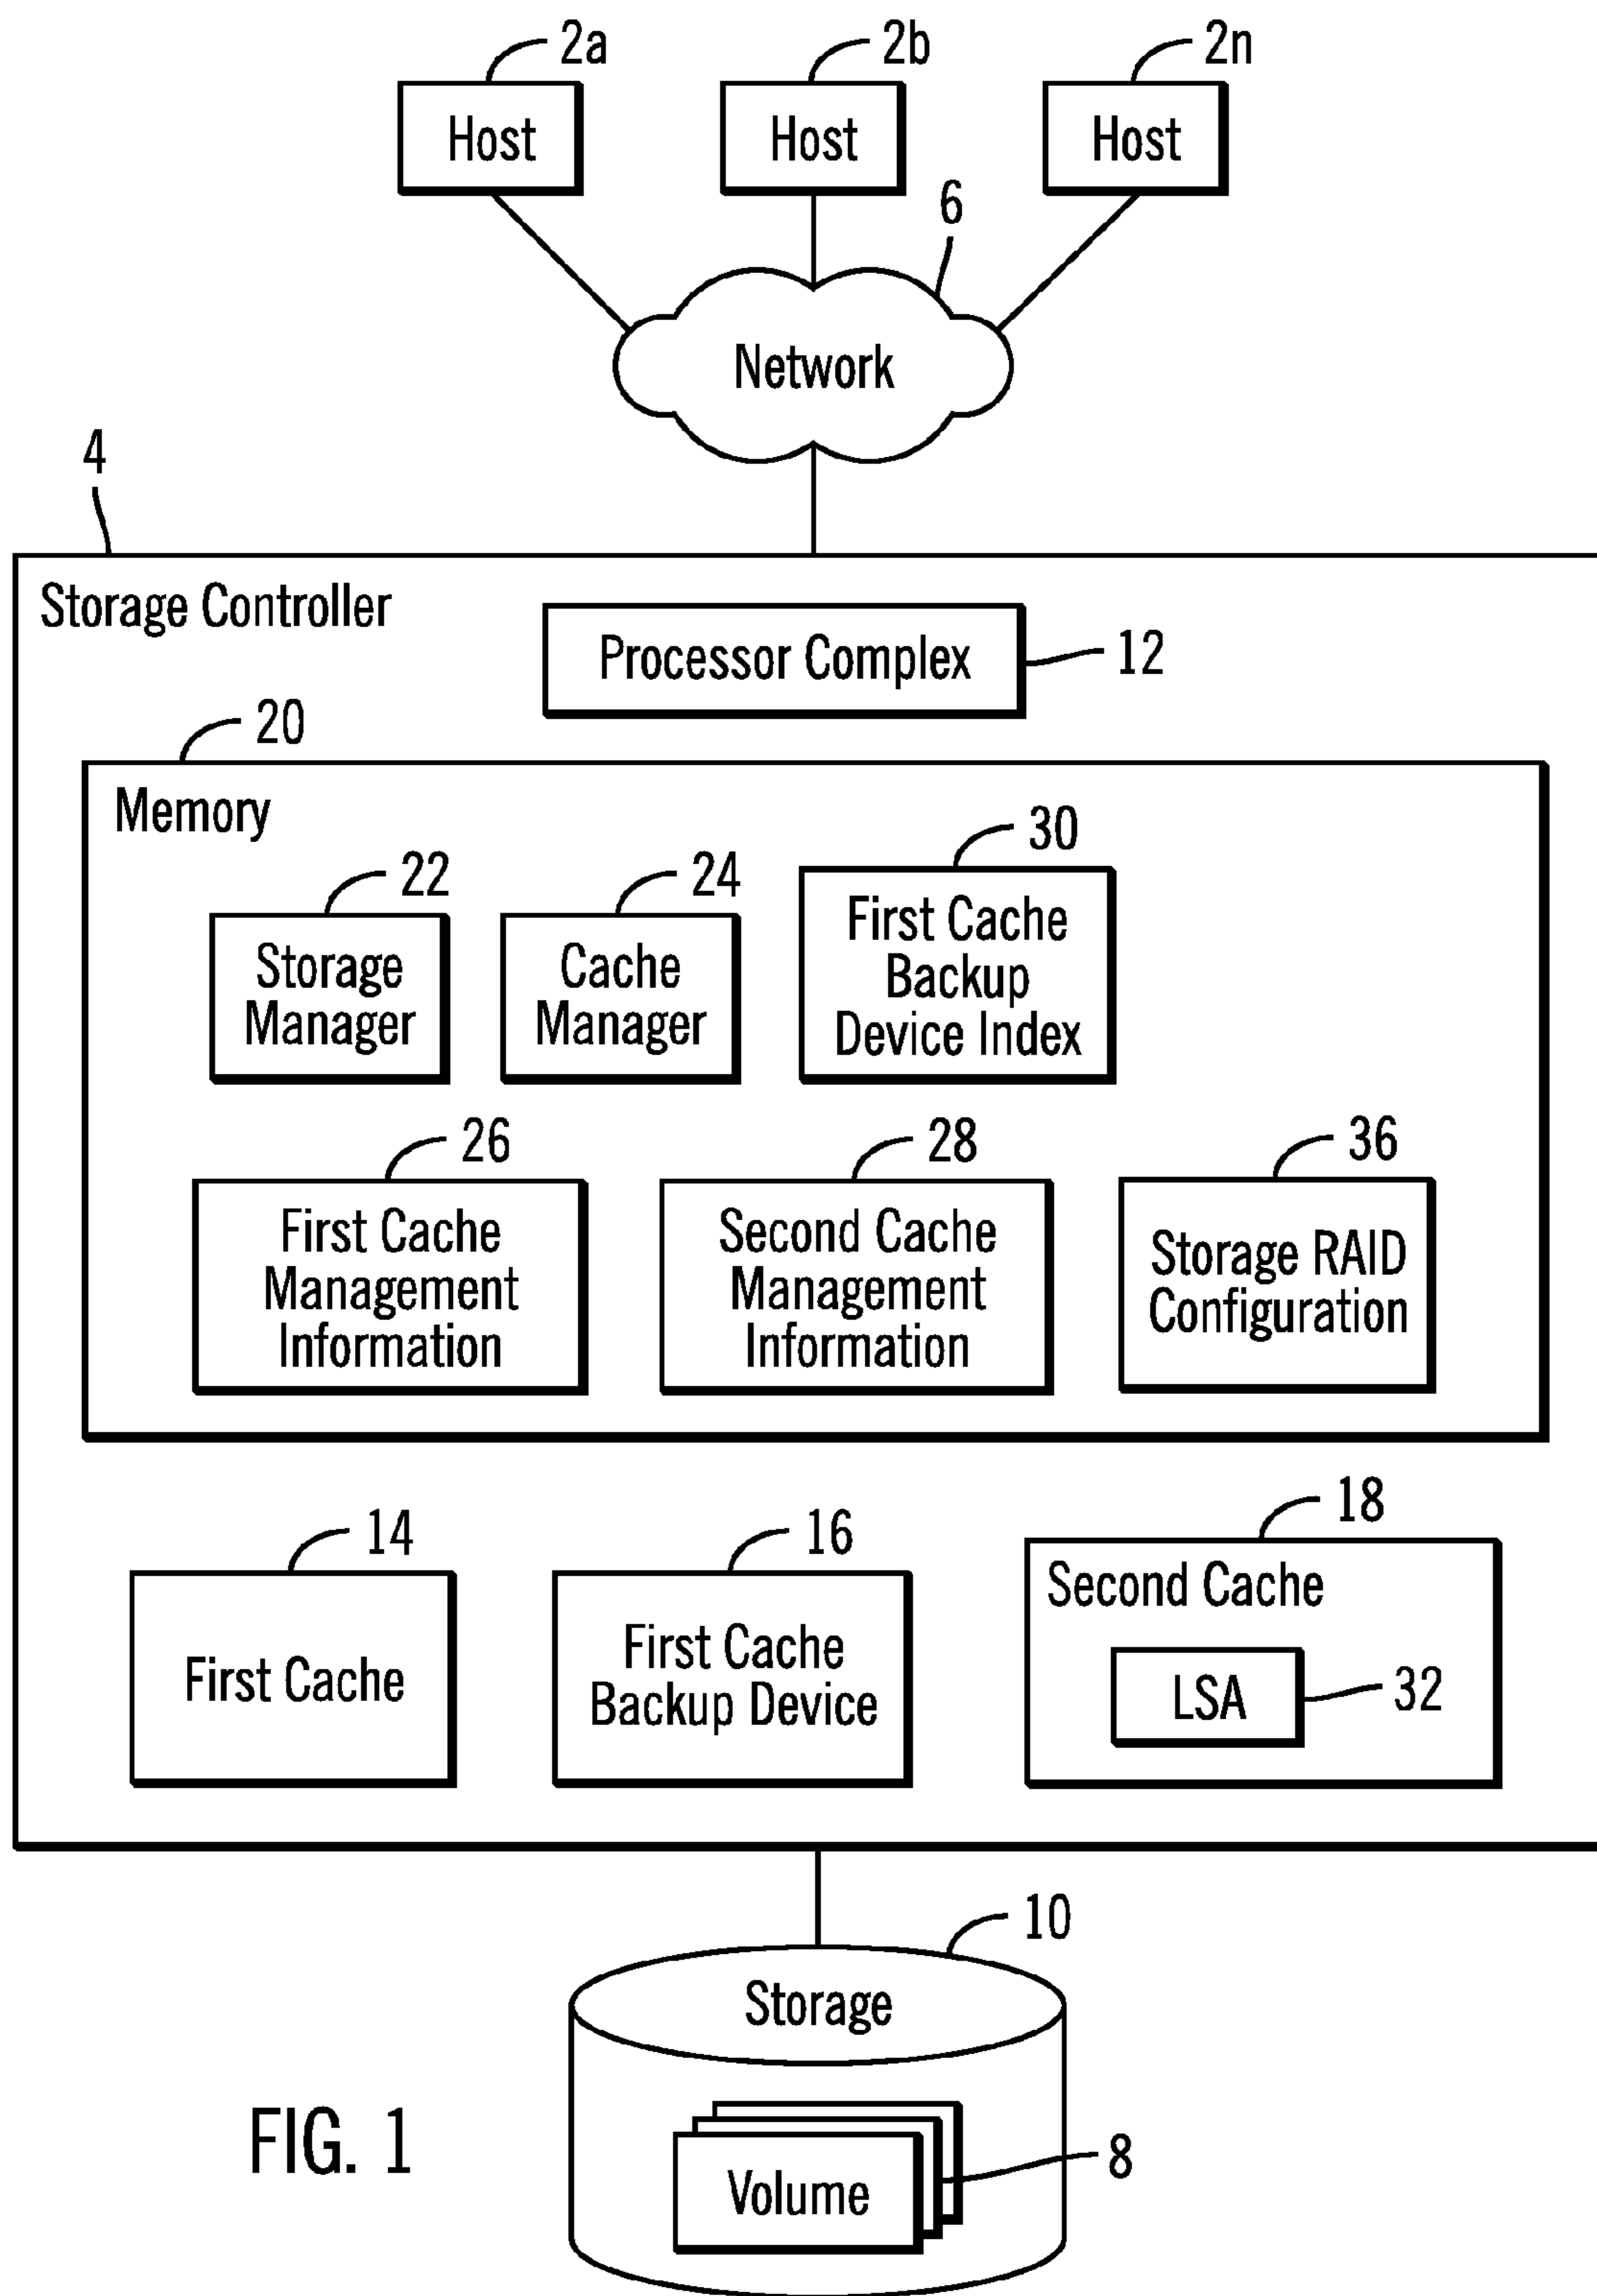 2a
2b
2n
Host
Host
Host
6
Network
4
Storage Controller
Processor Complex
12
20
Memory
30
22
24
First Cache
Backup
Device Index
Storage
Manager
Cache
Manager
26
28
36
First Cache
Management
Information
Second Cache
Management
Information
Storage RAID
Configuration
14
16
18
First Cache
First Cache
Backup Device
Second Cache
LSA
32
10
Storage
Volume
8
FIG. 1